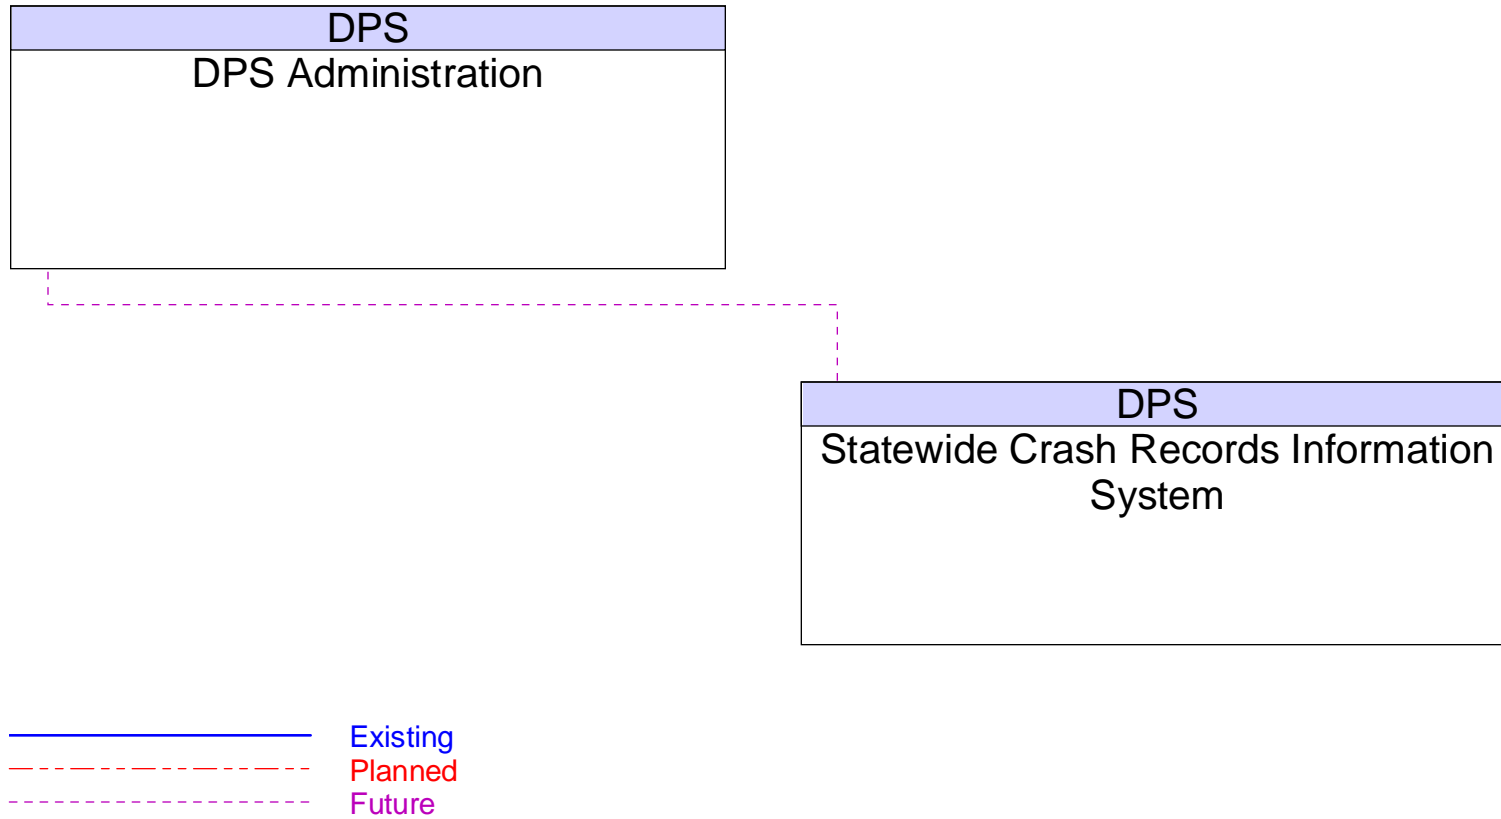 DPS
DPS Administration
DPS
Statewide Crash Records Information
System
Existing
Planned
Future